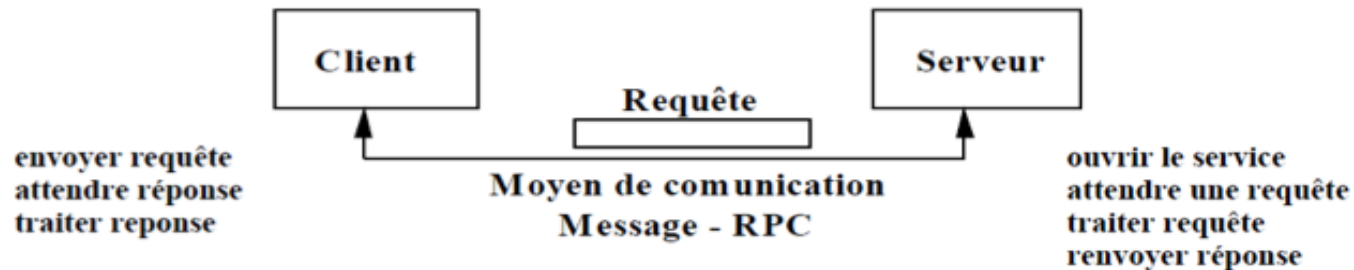 Client
Serveur
Requête
envoyer requête
attendre réponse
traiter reponse
Moyen de comunication
Message - RPC
ouvrir le service
attendre une requête
traiter requête
renvoyer réponse